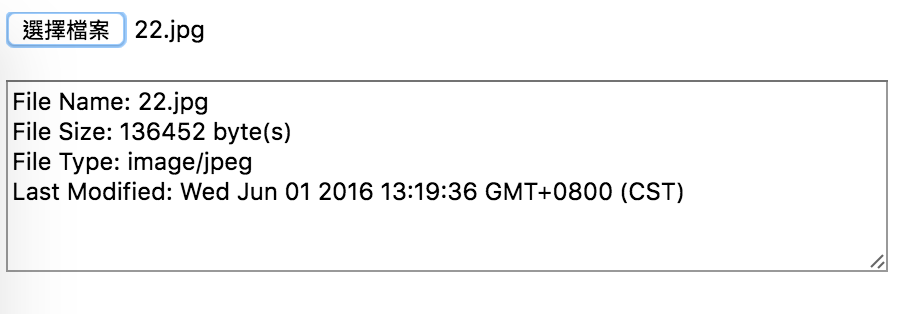 選擇檔案 22.jpg
File Name: 22.jpg
File Size: 136452 byte(s)
File Type: image/jpeg
Last Modified: Wed Jun 01 2016 13:19:36 GMT+0800 (CST)